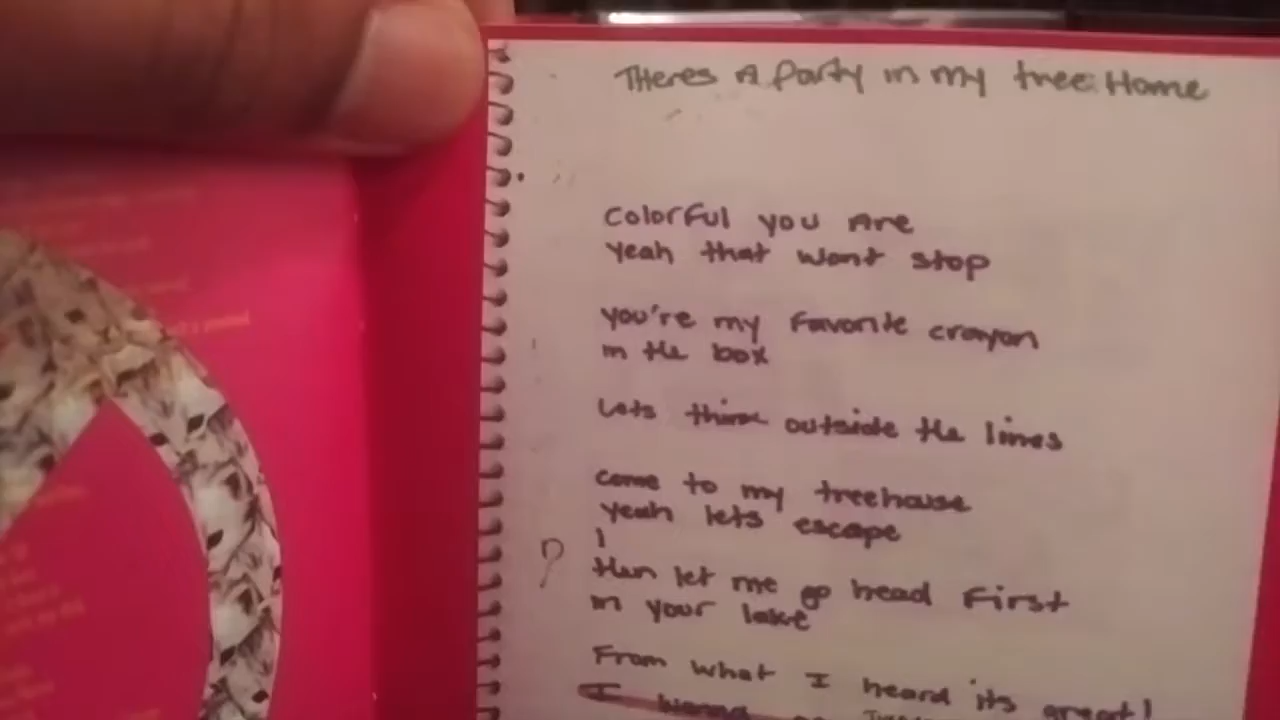 THeres A Party in my tree Home
colorful you Are
yeah that wont stop
you're my favorite crayon
in the box
lets think outside the lines
come to my treehouse
yeah lets escape
I
? then let me go head first
in your lake
From what I heard its great!
I wanna